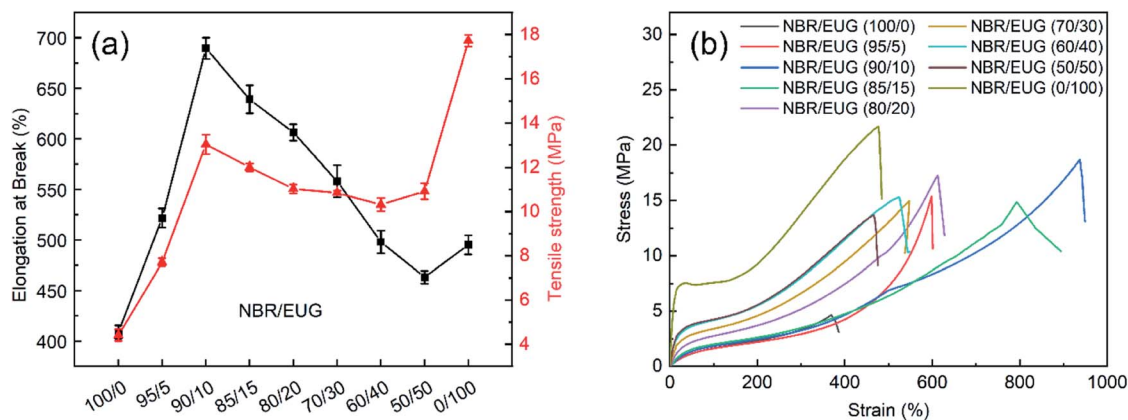 (a)
Elongation at Break (%)
700
650
600
550
500
450
400
NBR/EUG
100/0
95/5
90/10
85/15
80/20
70/30
60/40
50/50
0/100
18
16
14
12
10
8
6
4
Tensile strength (MPa)
(b)
Stress (MPa)
30
25
20
15
10
5
0
NBR/EUG (100/0)
NBR/EUG (95/5)
NBR/EUG (90/10)
NBR/EUG (85/15)
NBR/EUG (80/20)
NBR/EUG (70/30)
NBR/EUG (60/40)
NBR/EUG (50/50)
NBR/EUG (0/100)
0
200
400
600
800
1000
Strain (%)